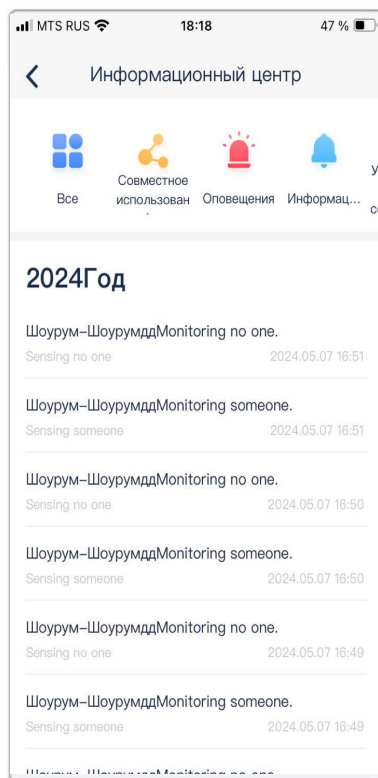 MTS RUS 18:18 47 %
Информационный центр
Совместное
Все использован Оповещения Информац...
2024Год
Шоурум-ШоурумддMonitoring no one.
Sensing no one 2024.05.07 16:51
Шоурум-ШоурумддMonitoring someone.
Sensing someone 2024.05.07 16:51
Шоурум-ШоурумддMonitoring no one.
Sensing no one 2024.05.07 16:50
Шоурум-ШоурумддMonitoring someone.
Sensing someone 2024.05.07 16:50
Шоурум-ШоурумддMonitoring no one.
Sensing no one 2024.05.07 16:49
Шоурум-ШоурумддMonitoring someone.
Sensing someone 2024.05.07 16:49